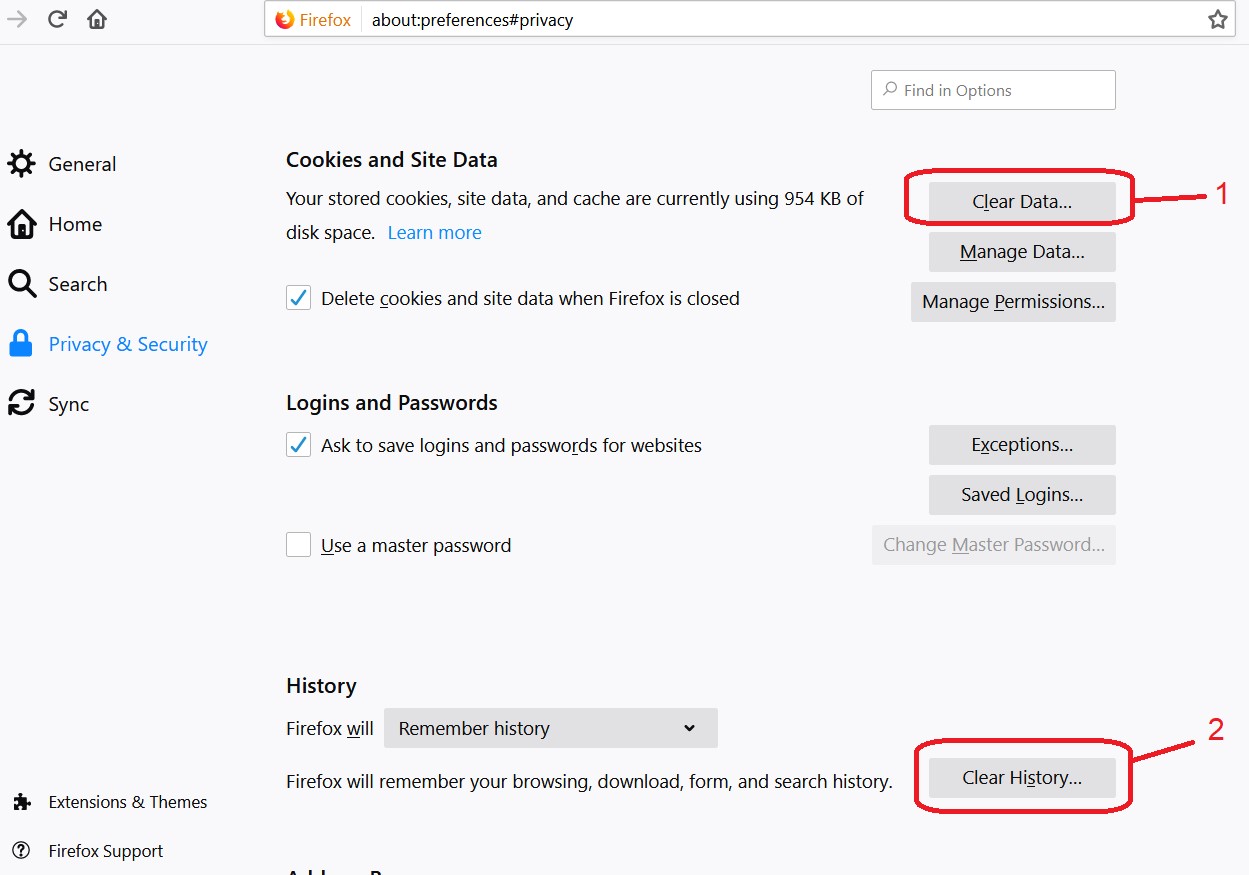 Firefox about:preferences#privacy
Find in Options
General
Home
Search
Privacy & Security
Sync
Extensions & Themes
Firefox Support
Cookies and Site Data
Your stored cookies, site data, and cache are currently using 954 KB of
disk space. Learn more
Clear Data...
1
Manage Data...
Delete cookies and site data when Firefox is closed
Manage Permissions...
Logins and Passwords
Ask to save logins and passwords for websites
Exceptions...
Saved Logins...
Use a master password
Change Master Password...
History
Firefox will Remember history
Firefox will remember your browsing, download, form, and search history.
Clear History...
2